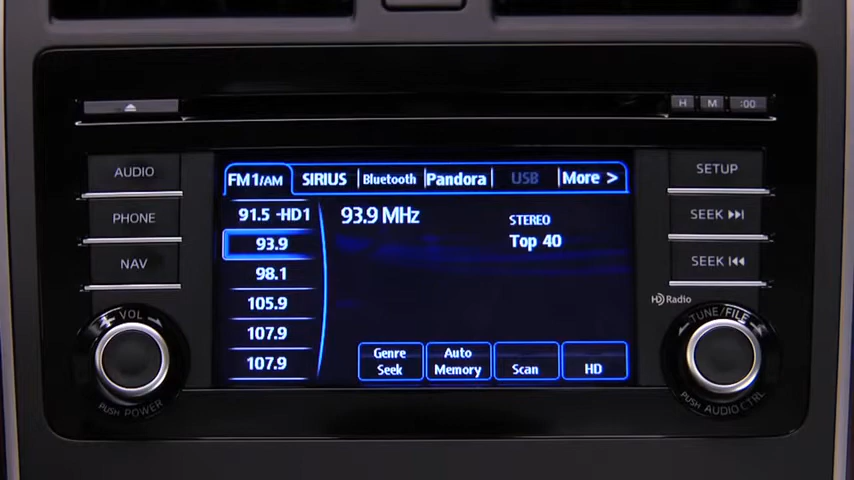 H M :00
AUDIO
PHONE
NAV
VOL
PUSH POWER
FM1/AM SIRIUS Bluetooth Pandora USB More >
91.5 -HD1
93.9
98.1
105.9
107.9
107.9
93.9 MHz
STEREO
Top 40
Genre Seek
Auto Memory
Scan
HD
SETUP
SEEK
SEEK
HD Radio
TUNE/FILE
PUSH AUDIO CTRL